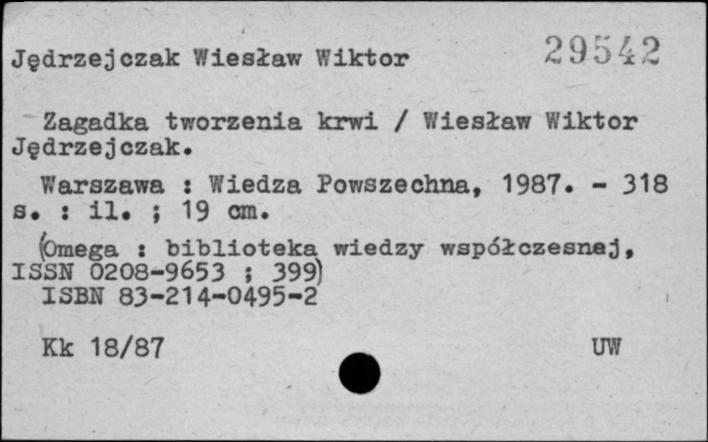 Jędrzejczak Wiesław Wiktor 29542
Zagadka tworzenia krwi / Wiesław Wiktor
Jędrzejczak.
Warszawa : Wiedza Powszechna, 1987. - 318
s. : il. ; 19 cm.
(Omega : biblioteka wiedzy współczesnej,
ISSN 0208-9653 ; 399)
ISBN 83-214-0495-2
Kk 18/87 UW